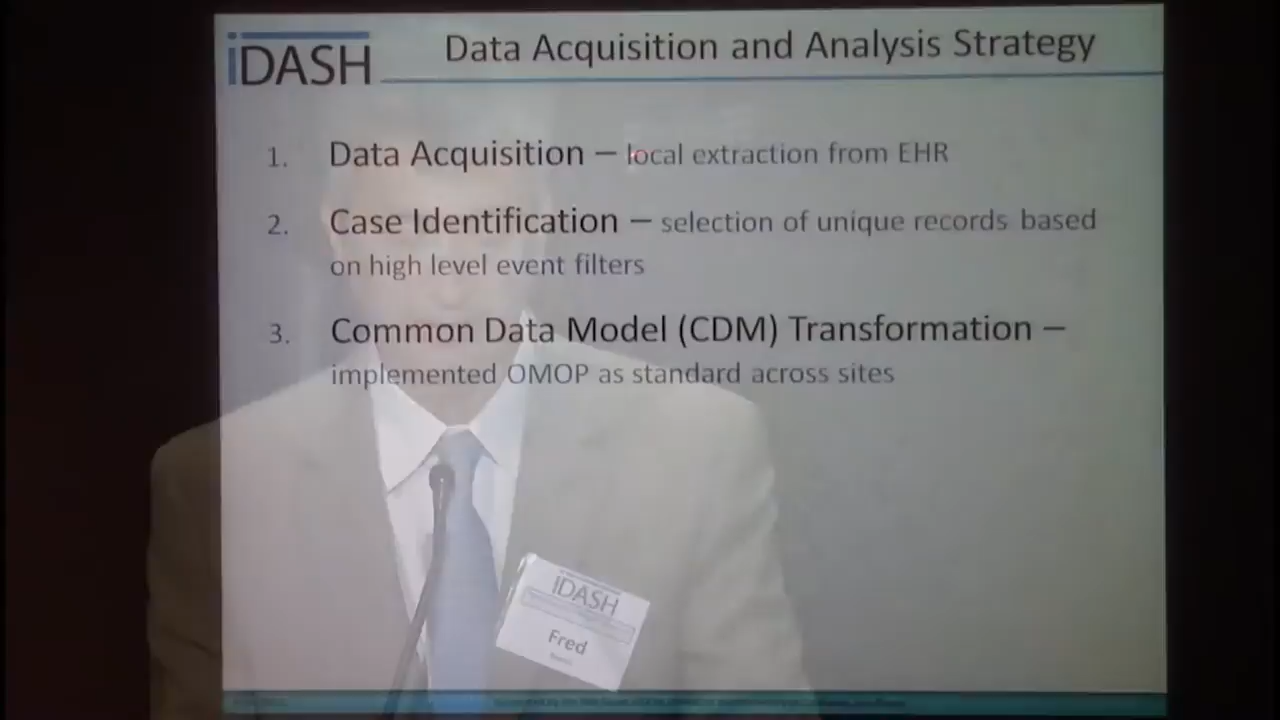 iDASH
Data Acquisition and Analysis Strategy
1. Data Acquisition – local extraction from EHR
2. Case Identification – selection of unique records based
on high level event filters
3. Common Data Model (CDM) Transformation –
implemented OMOP as standard across sites
iDASH
Fred